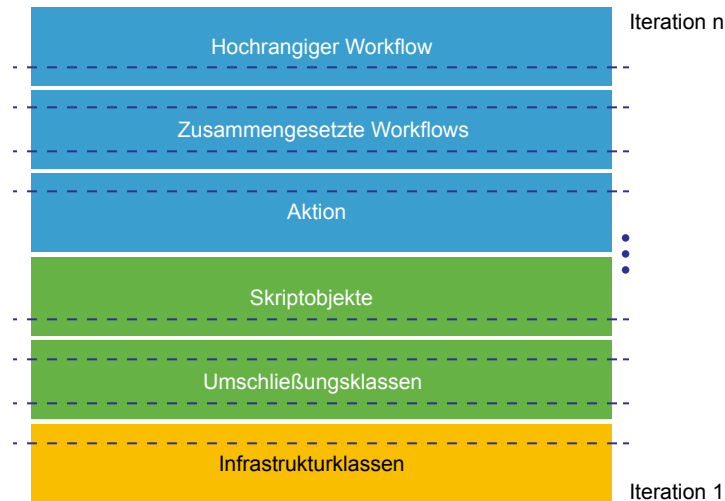 Iteration n
Hochrangiger Workflow
Zusammengesetzte Workflows
Aktion
Skriptobjekte
Umschließungsklassen
Infrastrukturklassen
Iteration 1